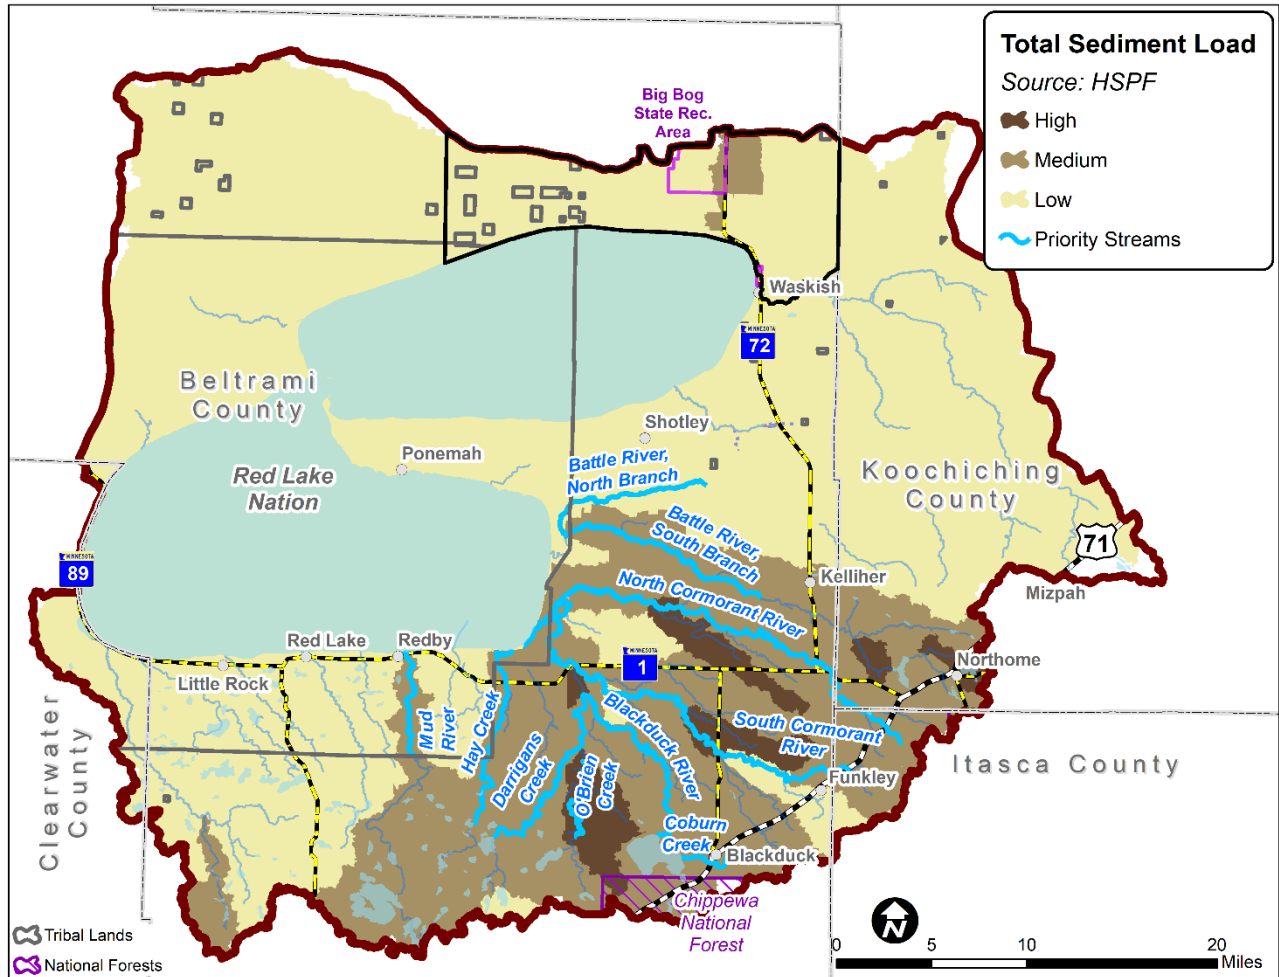 Total Sediment Load
Source: HSPF
High
Medium
Low
Priority Streams
Big Bog
State Rec.
Area
Waskish
MINNESOTA
72
Beltrami
County
Shotley
Ponemah
Red Lake
Nation
Battle River,
North Branch
Koochiching
County
Battle River,
South Branch
71
MINNESOTA
89
Kelliher
Mizpah
North Cormorant River
Red Lake
Redby
MINNESOTA
1
Northome
Little Rock
Mud
River
Hay Creek
Blackduck River
South Cormorant
River
Clearwater
County
Darrigans
Creek
O'Brien
Creek
Itasca County
Funkley
Coburn
Creek
Blackduck
Chippewa
National
Forest
N
Tribal Lands
National Forests
0 5 10 20
Miles